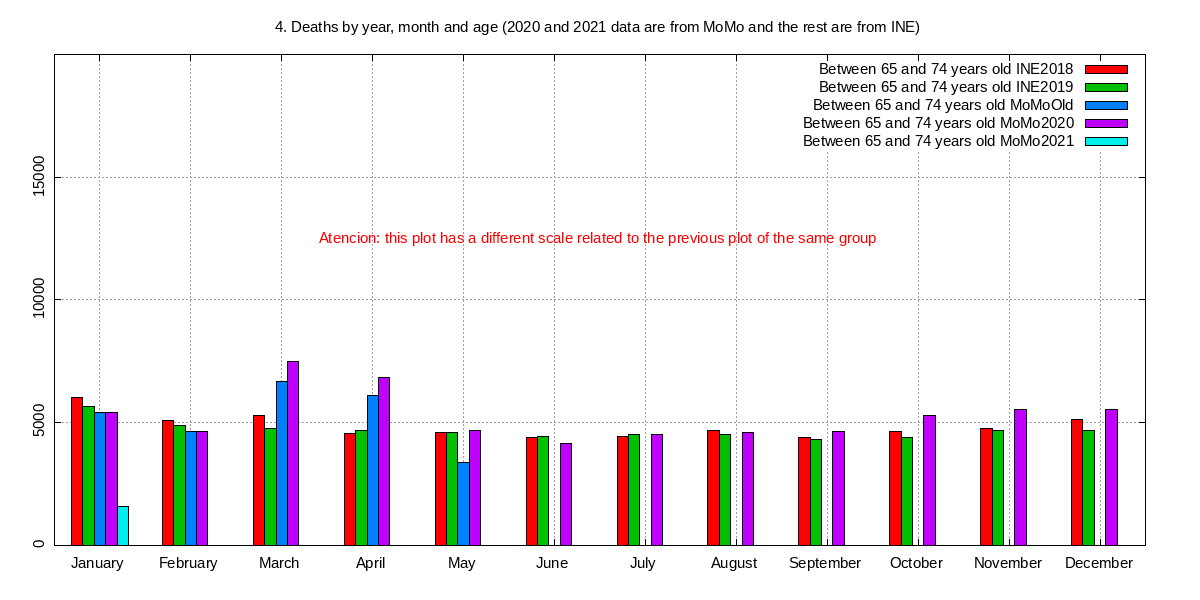 4. Deaths by year, month and age (2020 and 2021 data are from MoMo and the rest are from INE)
Between 65 and 74 years old INE2018
Between 65 and 74 years old INE2019
Between 65 and 74 years old MoMoOld
Between 65 and 74 years old MoMo2020
Between 65 and 74 years old MoMo2021
15000
Atencion: this plot has a different scale related to the previous plot of the same group
10000
5000
0
January February March April May June July August September October November December